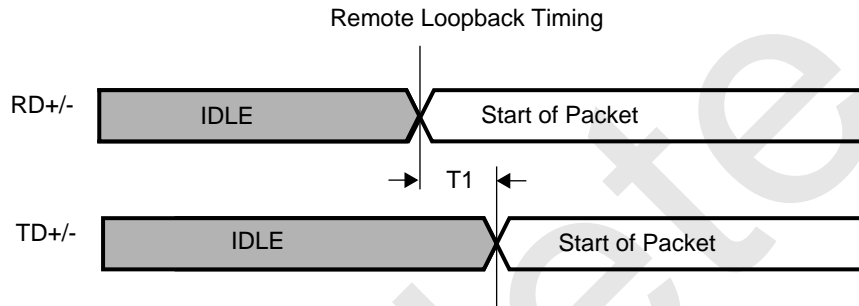 Remote Loopback Timing
RD+/-
IDLE
Start of Packet
T1
TD+/-
IDLE
Start of Packet